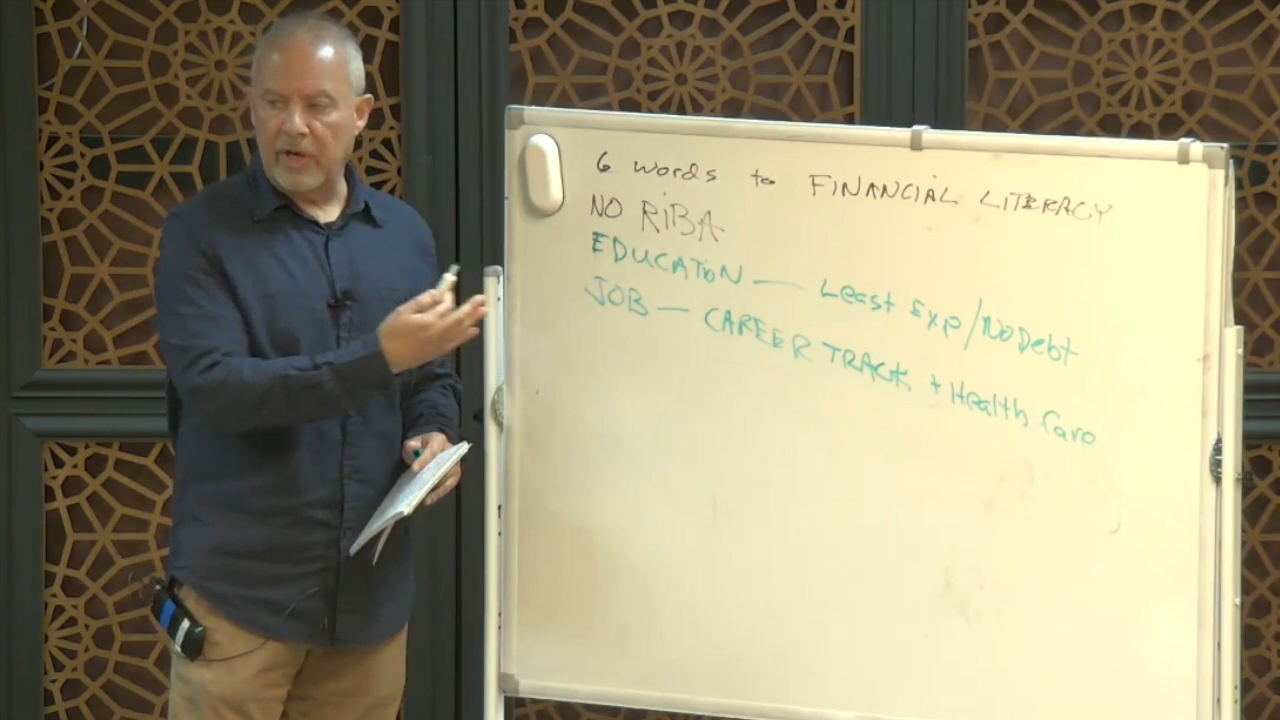 6 words to FINANCIAL LITERACY
NO RIBA
EDUCATION — Least Exp/No Debt
JOB — CAREER TRACK + Health Care